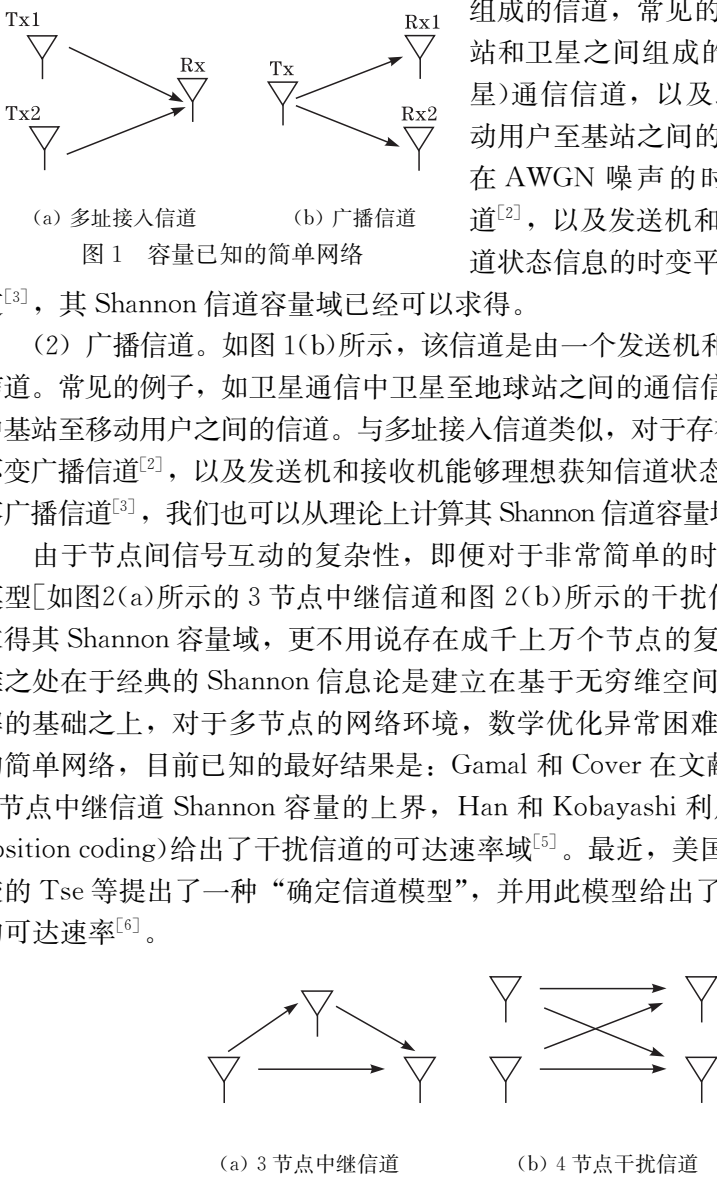 Tx1
Rx
Tx2
(a) 多址接入信道
Rx1
Tx
Rx2
(b) 广播信道
图 1 容量已知的简单网络
组成的信道，常见的
站和卫星之间组成的
星)通信信道，以及
动用户至基站之间的
在 AWGN 噪声的时
道[2]，以及发送机和
道状态信息的时变平
[3]，其 Shannon 信道容量域已经可以求得。
(2) 广播信道。如图 1(b)所示，该信道是由一个发送机和
道。常见的例子，如卫星通信中卫星至地球站之间的通信信
基站至移动用户之间的信道。与多址接入信道类似，对于存
变广播信道[2]，以及发送机和接收机能够理想获知信道状态
广播信道[3]，我们也可以从理论上计算其 Shannon 信道容量域
由于节点间信号互动的复杂性，即便对于非常简单的时
型[如图2(a)所示的 3 节点中继信道和图 2(b)所示的干扰信
得其 Shannon 容量域，更不用说存在成千上万个节点的复
之处在于经典的 Shannon 信息论是建立在基于无穷维空间
的基础之上，对于多节点的网络环境，数学优化异常困难
简单网络，目前已知的最好结果是：Gamal 和 Cover 在文献
节点中继信道 Shannon 容量的上界，Han 和 Kobayashi 利
osition coding)给出了干扰信道的可达速率域[5]。最近，美国
的 Tse 等提出了一种“确定信道模型”，并用此模型给出了
可达速率[6]。
(a) 3 节点中继信道
(b) 4 节点干扰信道